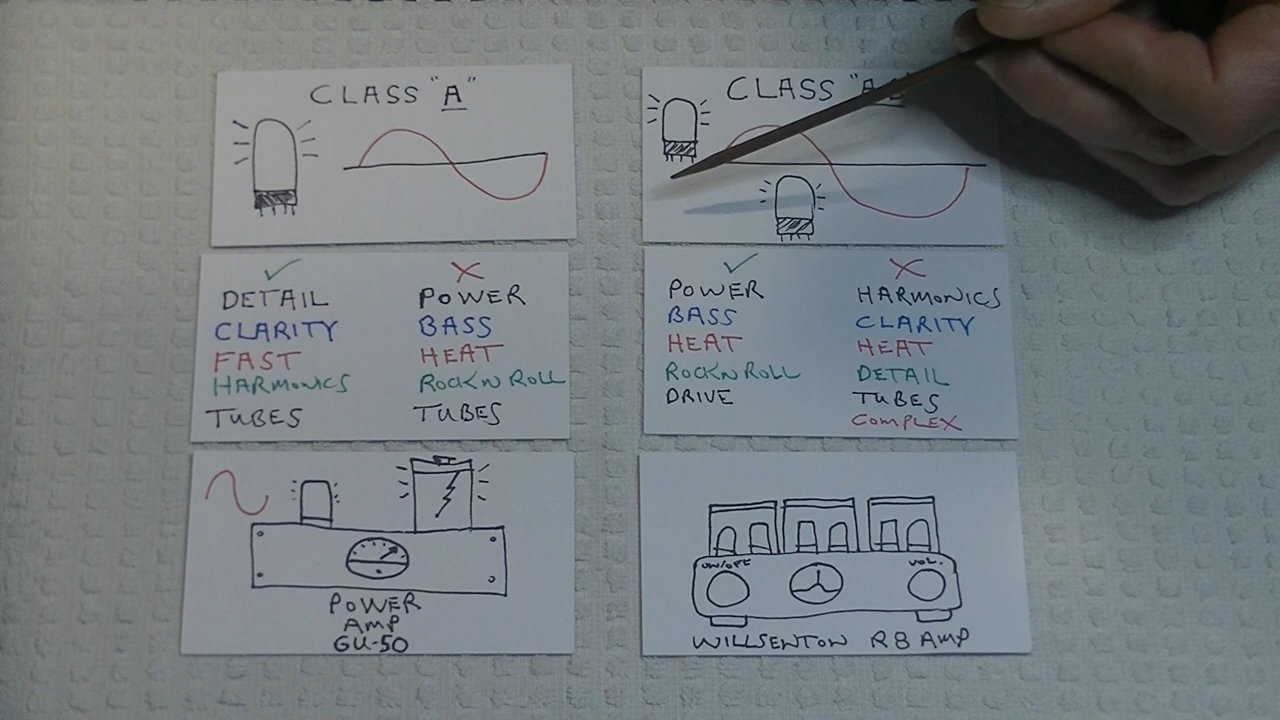 CLASS "A"
✓ X
DETAIL POWER
CLARITY BASS
FAST HEAT
HARMONICS ROCK N ROLL
TUBES TUBES
POWER
AMP
GU-50
CLASS
✓ X
POWER HARMONICS
BASS CLARITY
HEAT HEAT
ROCK N ROLL DETAIL
DRIVE TUBES
COMPLEX
ON/OFF VOL.
WILLSENTON R8 AMP